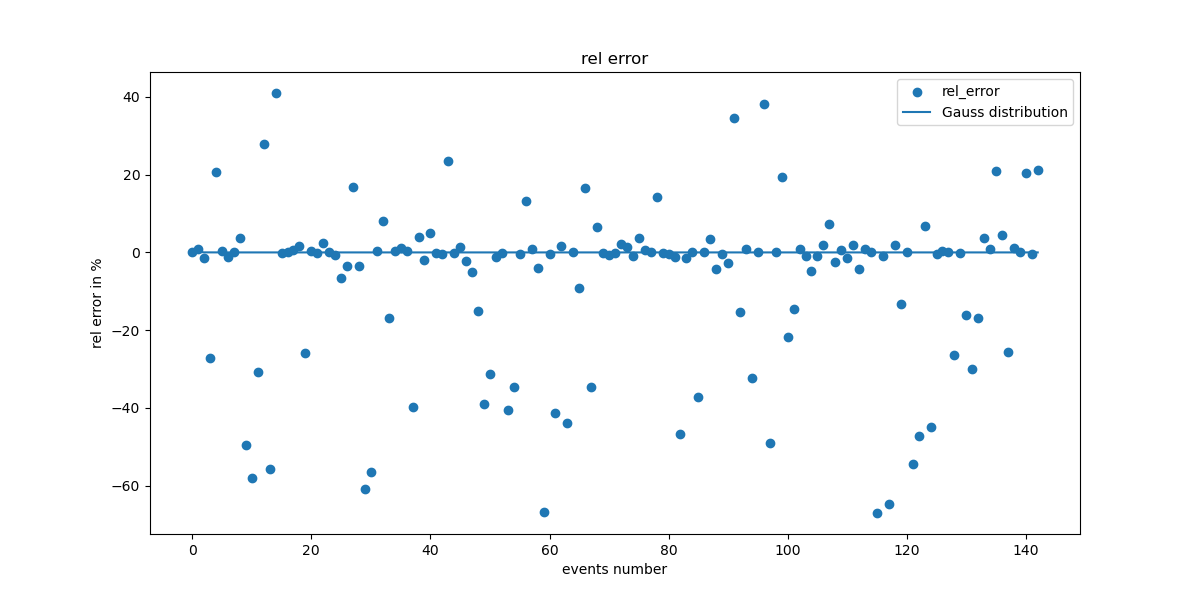 rel error
rel_error
Gauss distribution
rel error in %
40
20
0
−20
−40
−60
0 20 40 60 80 100 120 140
events number